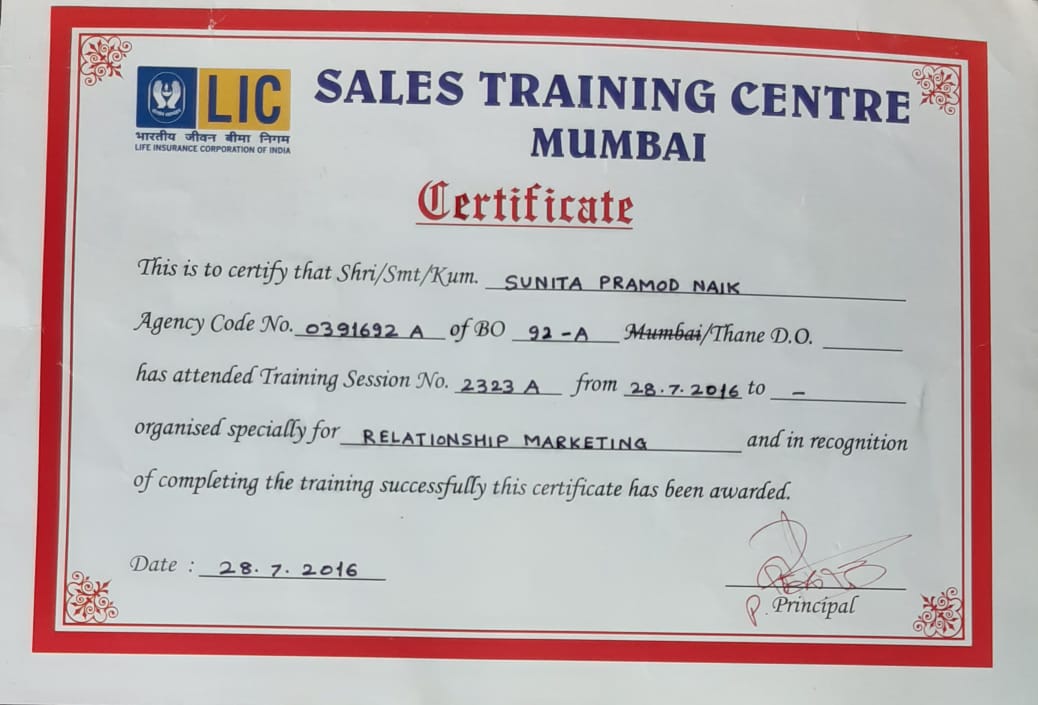 LIC
भारतीय जीवन बीमा निगम
LIFE INSURANCE CORPORATION OF INDIA
SALES TRAINING CENTRE
MUMBAI
Certificate
This is to certify that Shri/Smt/Kum. SUNITA PRAMOD NAIK
Agency Code No. 0391692 A of BO 92-A Mumbai/Thane D.O.
has attended Training Session No. 2323 A from 28.7.2016 to -
organised specially for RELATIONSHIP MARKETING and in recognition
of completing the training successfully this certificate has been awarded.
Date : 28. 7. 2016
P. Principal